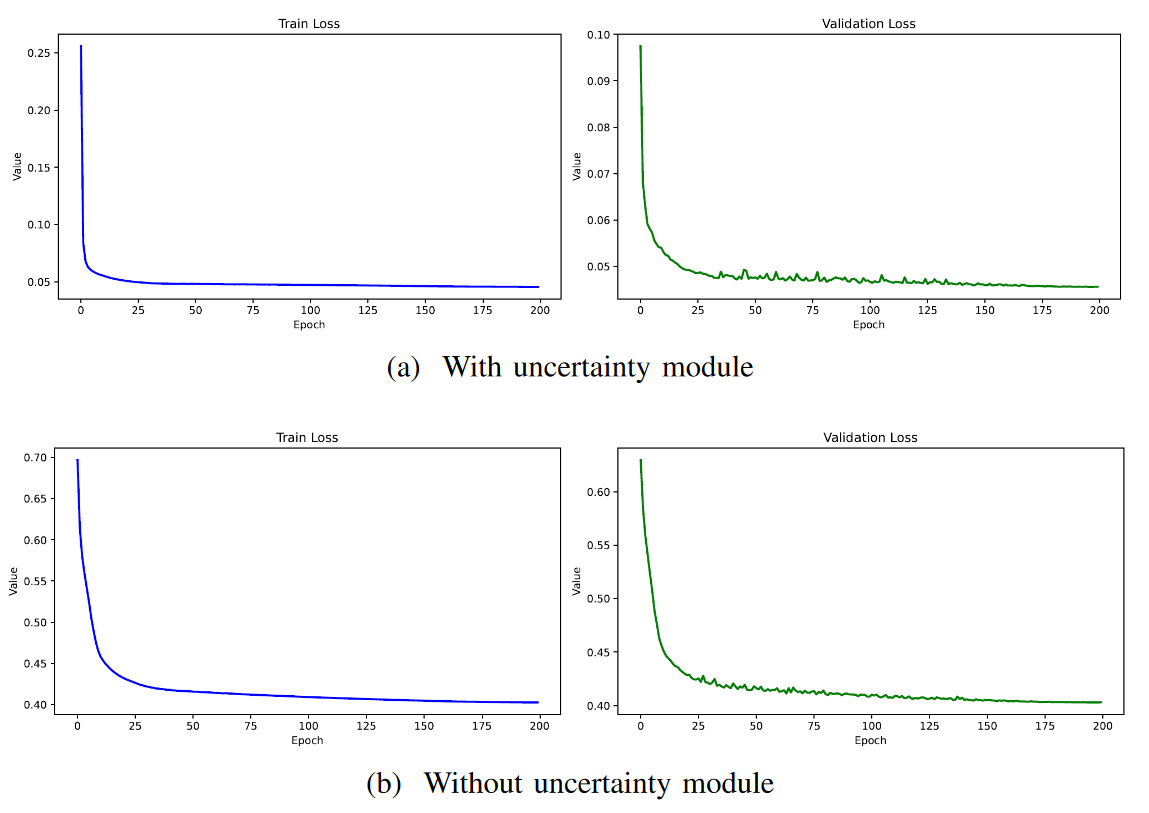 Train Loss
Validation Loss
0.25
0.20
0.15
0.10
0.05
Value
0 25 50 75 100 125 150 175 200
Epoch
0.10
0.09
0.08
0.07
0.06
0.05
Value
0 25 50 75 100 125 150 175 200
Epoch
(a) With uncertainty module
Train Loss
Validation Loss
0.70
0.65
0.60
0.55
0.50
0.45
0.40
Value
0 25 50 75 100 125 150 175 200
Epoch
0.60
0.55
0.50
0.45
0.40
Value
0 25 50 75 100 125 150 175 200
Epoch
(b) Without uncertainty module